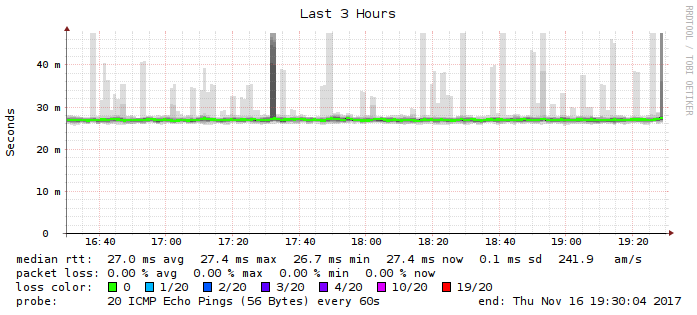 Last 3 Hours
RRDTOOL / TOBI OETIKER
Seconds
40 m
30 m
20 m
10 m
0
16:40 17:00 17:20 17:40 18:00 18:20 18:40 19:00 19:20
median rtt: 27.0 ms avg 27.4 ms max 26.7 ms min 27.4 ms now 0.1 ms sd 241.9 am/s
packet loss: 0.00 % avg 0.00 % max 0.00 % min 0.00 % now
loss color: 0 1/20 2/20 3/20 4/20 10/20 19/20
probe: 20 ICMP Echo Pings (56 Bytes) every 60s end: Thu Nov 16 19:30:04 2017